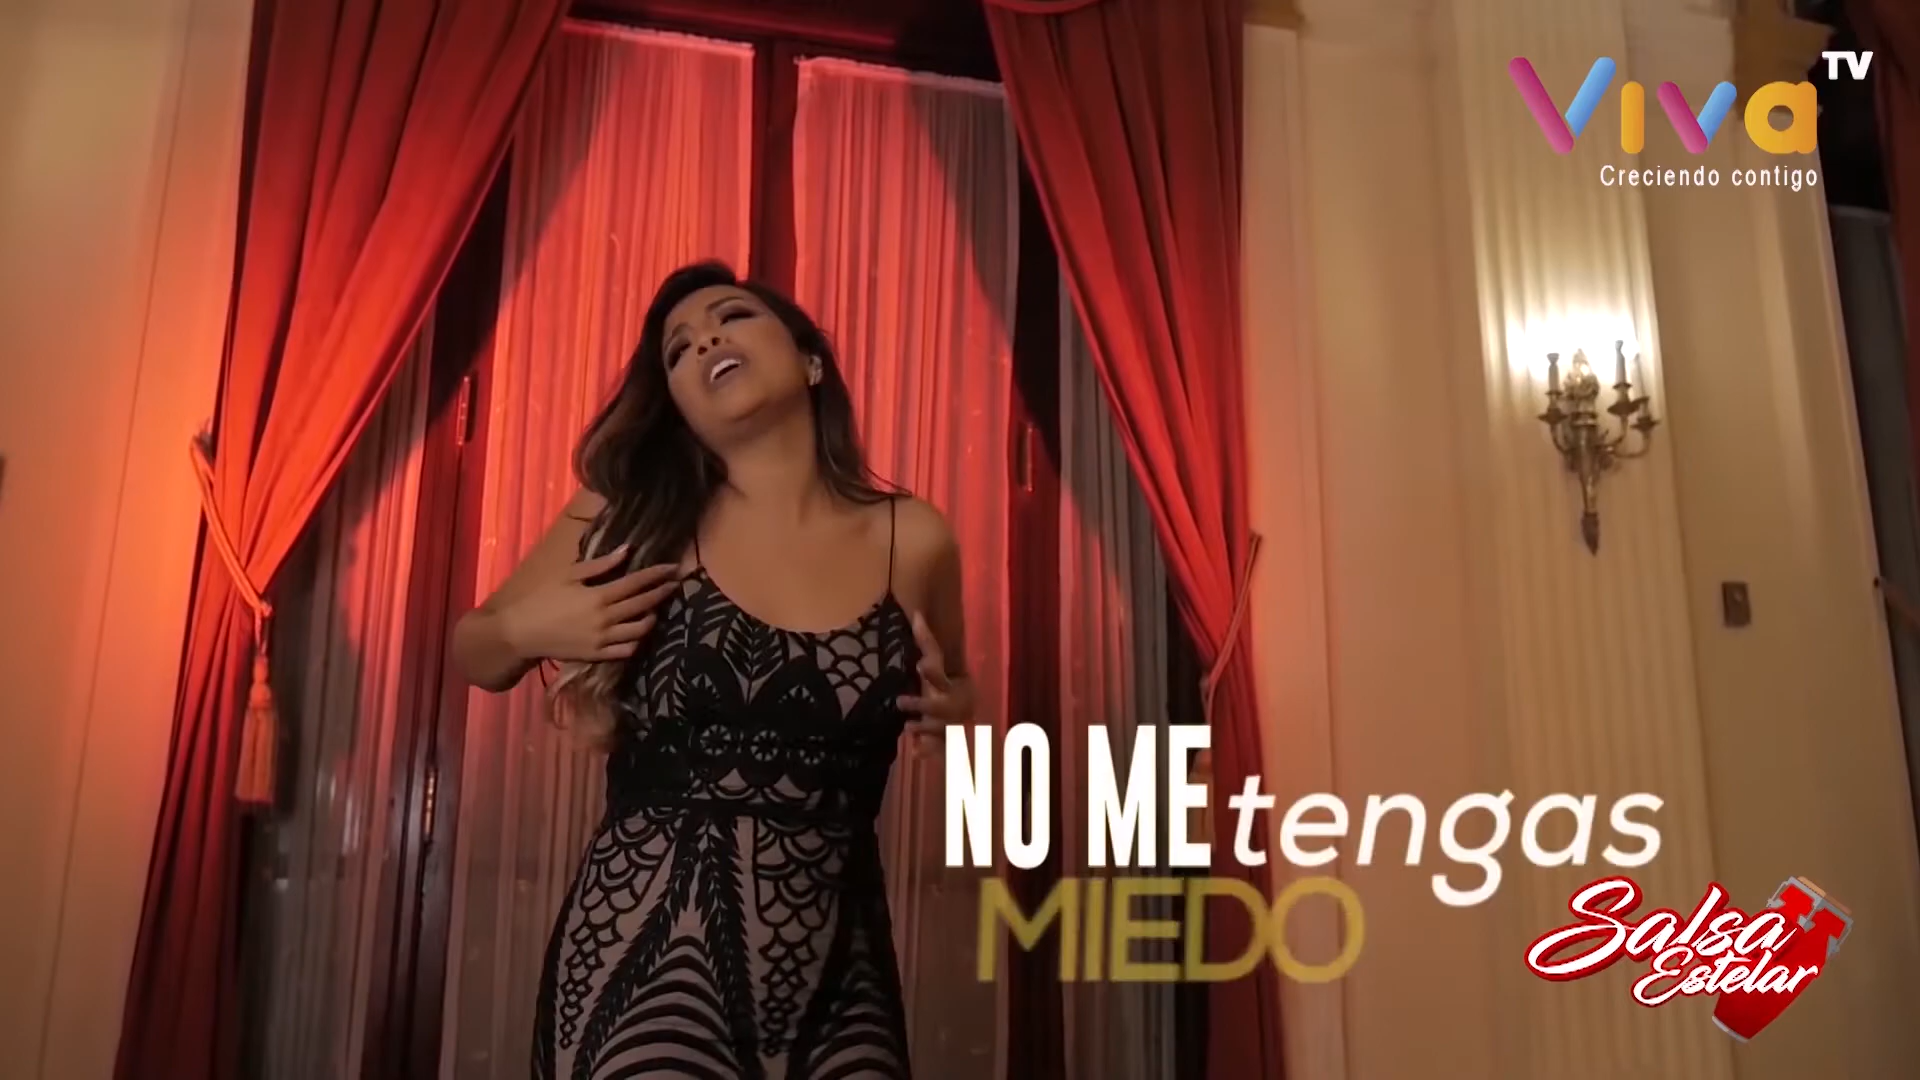 Viva TV
Creciendo contigo
NO ME tengas
MIEDO
Salsa
Estelar